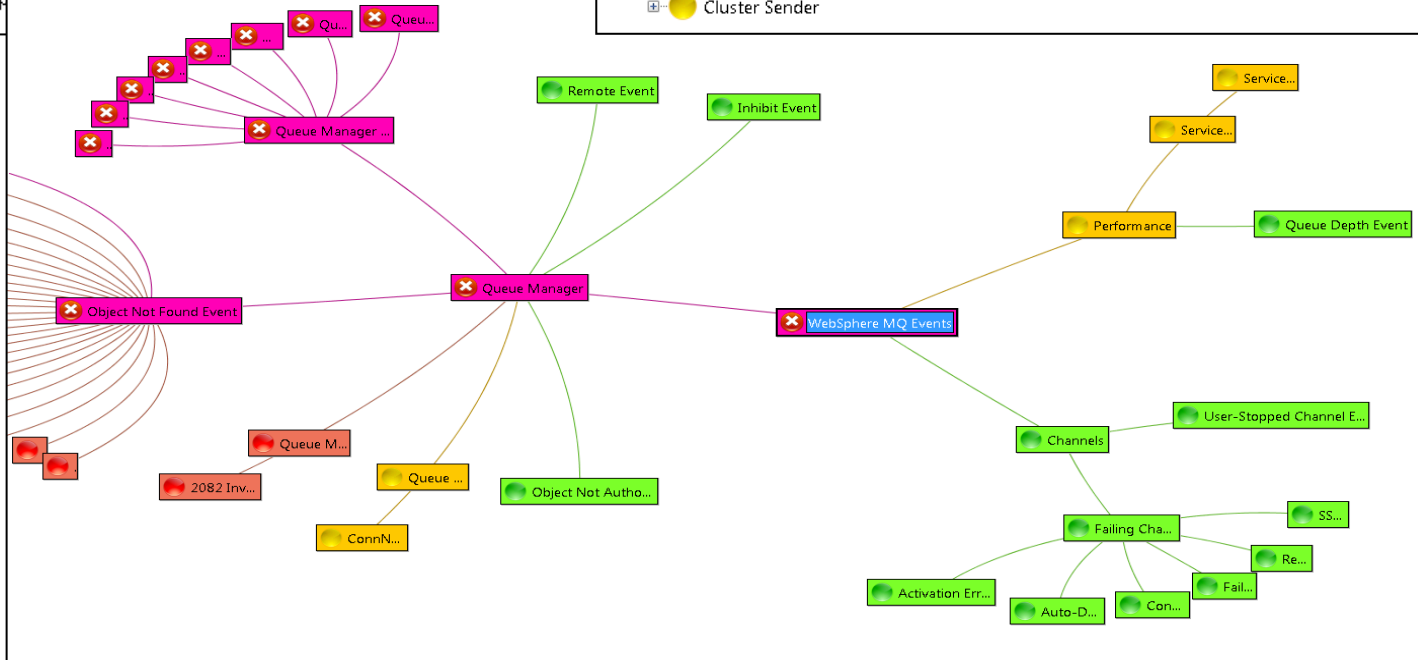 Cluster Sender
Queu...
Qu...
...
...
..
.
.
.
Queue Manager ...
Remote Event
Inhibit Event
Service...
Service...
Performance
Queue Depth Event
Queue Manager
Object Not Found Event
WebSphere MQ Events
User-Stopped Channel E...
Channels
Queue M...
2082 Inv...
Queue ...
Object Not Autho...
ConnN...
Failing Cha...
SS...
Re...
Fail...
Activation Err...
Auto-D...
Con...